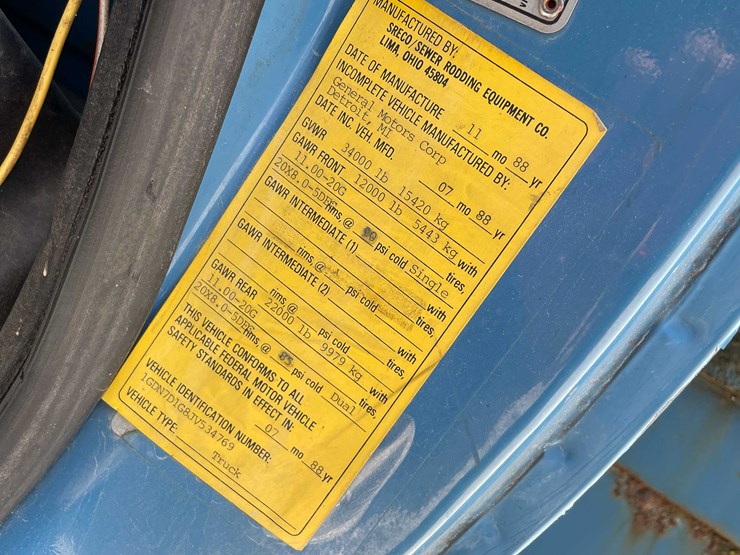 MANUFACTURED BY:
SRECO/SEWER RODDING EQUIPMENT CO.
LIMA, OHIO 45804
DATE OF MANUFACTURE 11 mo 88 yr
INCOMPLETE VEHICLE MANUFACTURED BY:
General Motors Corp
Detroit, MI
DATE INC. VEH. MFD. 07 mo 88 yr
GVWR 34000 lb 15420 kg
GAWR FRONT 12000 lb 5443 kg with
11.00-20G tires,
20X8.0-5DEG rims, @ 90 psi cold Single
GAWR INTERMEDIATE (1) with
tires,
rims, @ psi cold
GAWR INTERMEDIATE (2) with
tires,
rims @ psi cold
GAWR REAR 22000 lb 9979 kg with
11.00-20G tires,
20X8.0-5DEG rims, @ 85 psi cold Dual
THIS VEHICLE CONFORMS TO ALL
APPLICABLE FEDERAL MOTOR VEHICLE
SAFETY STANDARDS IN EFFECT IN. 07 mo 88 yr
VEHICLE IDENTIFICATION NUMBER:
1GDN7D1G8JV534769
VEHICLE TYPE: Truck